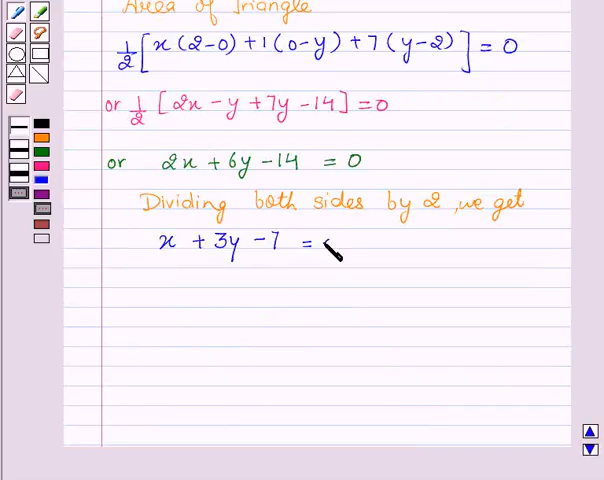 Area of Triangle
1/2 [ x (2-0) + 1 (0-y) + 7 (y-2) ] = 0
or 1/2 [ 2x - y + 7y - 14 ] = 0
or 2x + 6y - 14 = 0
Dividing both sides by 2, we get
x + 3y - 7 =